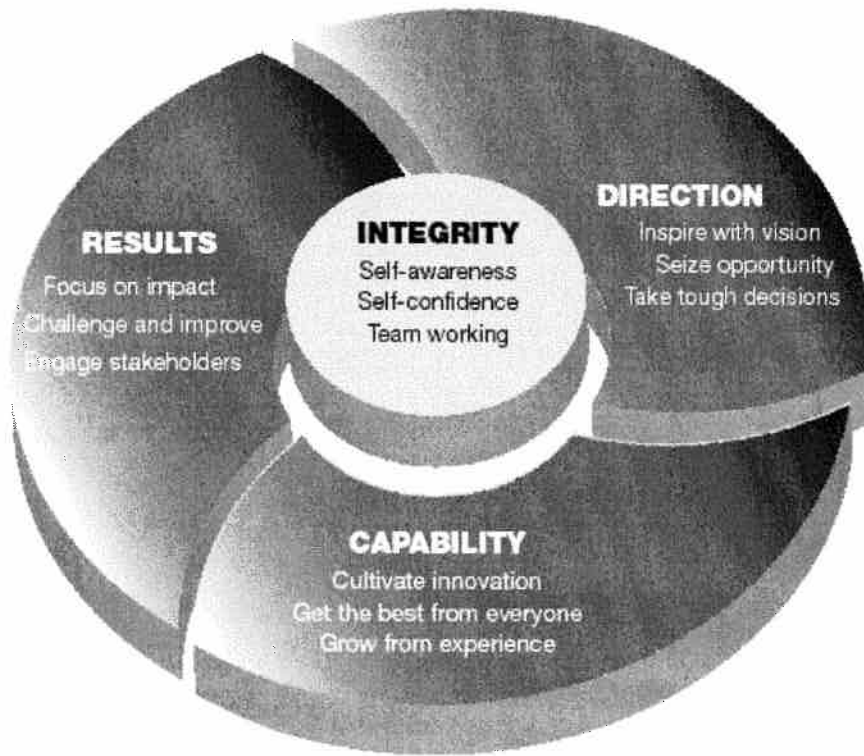 RESULTS
Focus on impact
Challenge and improve
Engage stakeholders
INTEGRITY
Self-awareness
Self-confidence
Team working
DIRECTION
Inspire with vision
Seize opportunity
Take tough decisions
CAPABILITY
Cultivate innovation
Get the best from everyone
Grow from experience